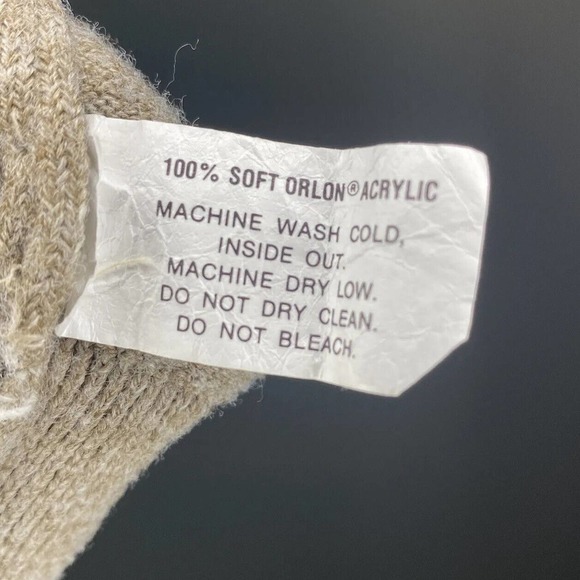 100% SOFT ORLON® ACRYLIC
MACHINE WASH COLD,
INSIDE OUT.
MACHINE DRY LOW.
DO NOT DRY CLEAN.
DO NOT BLEACH.